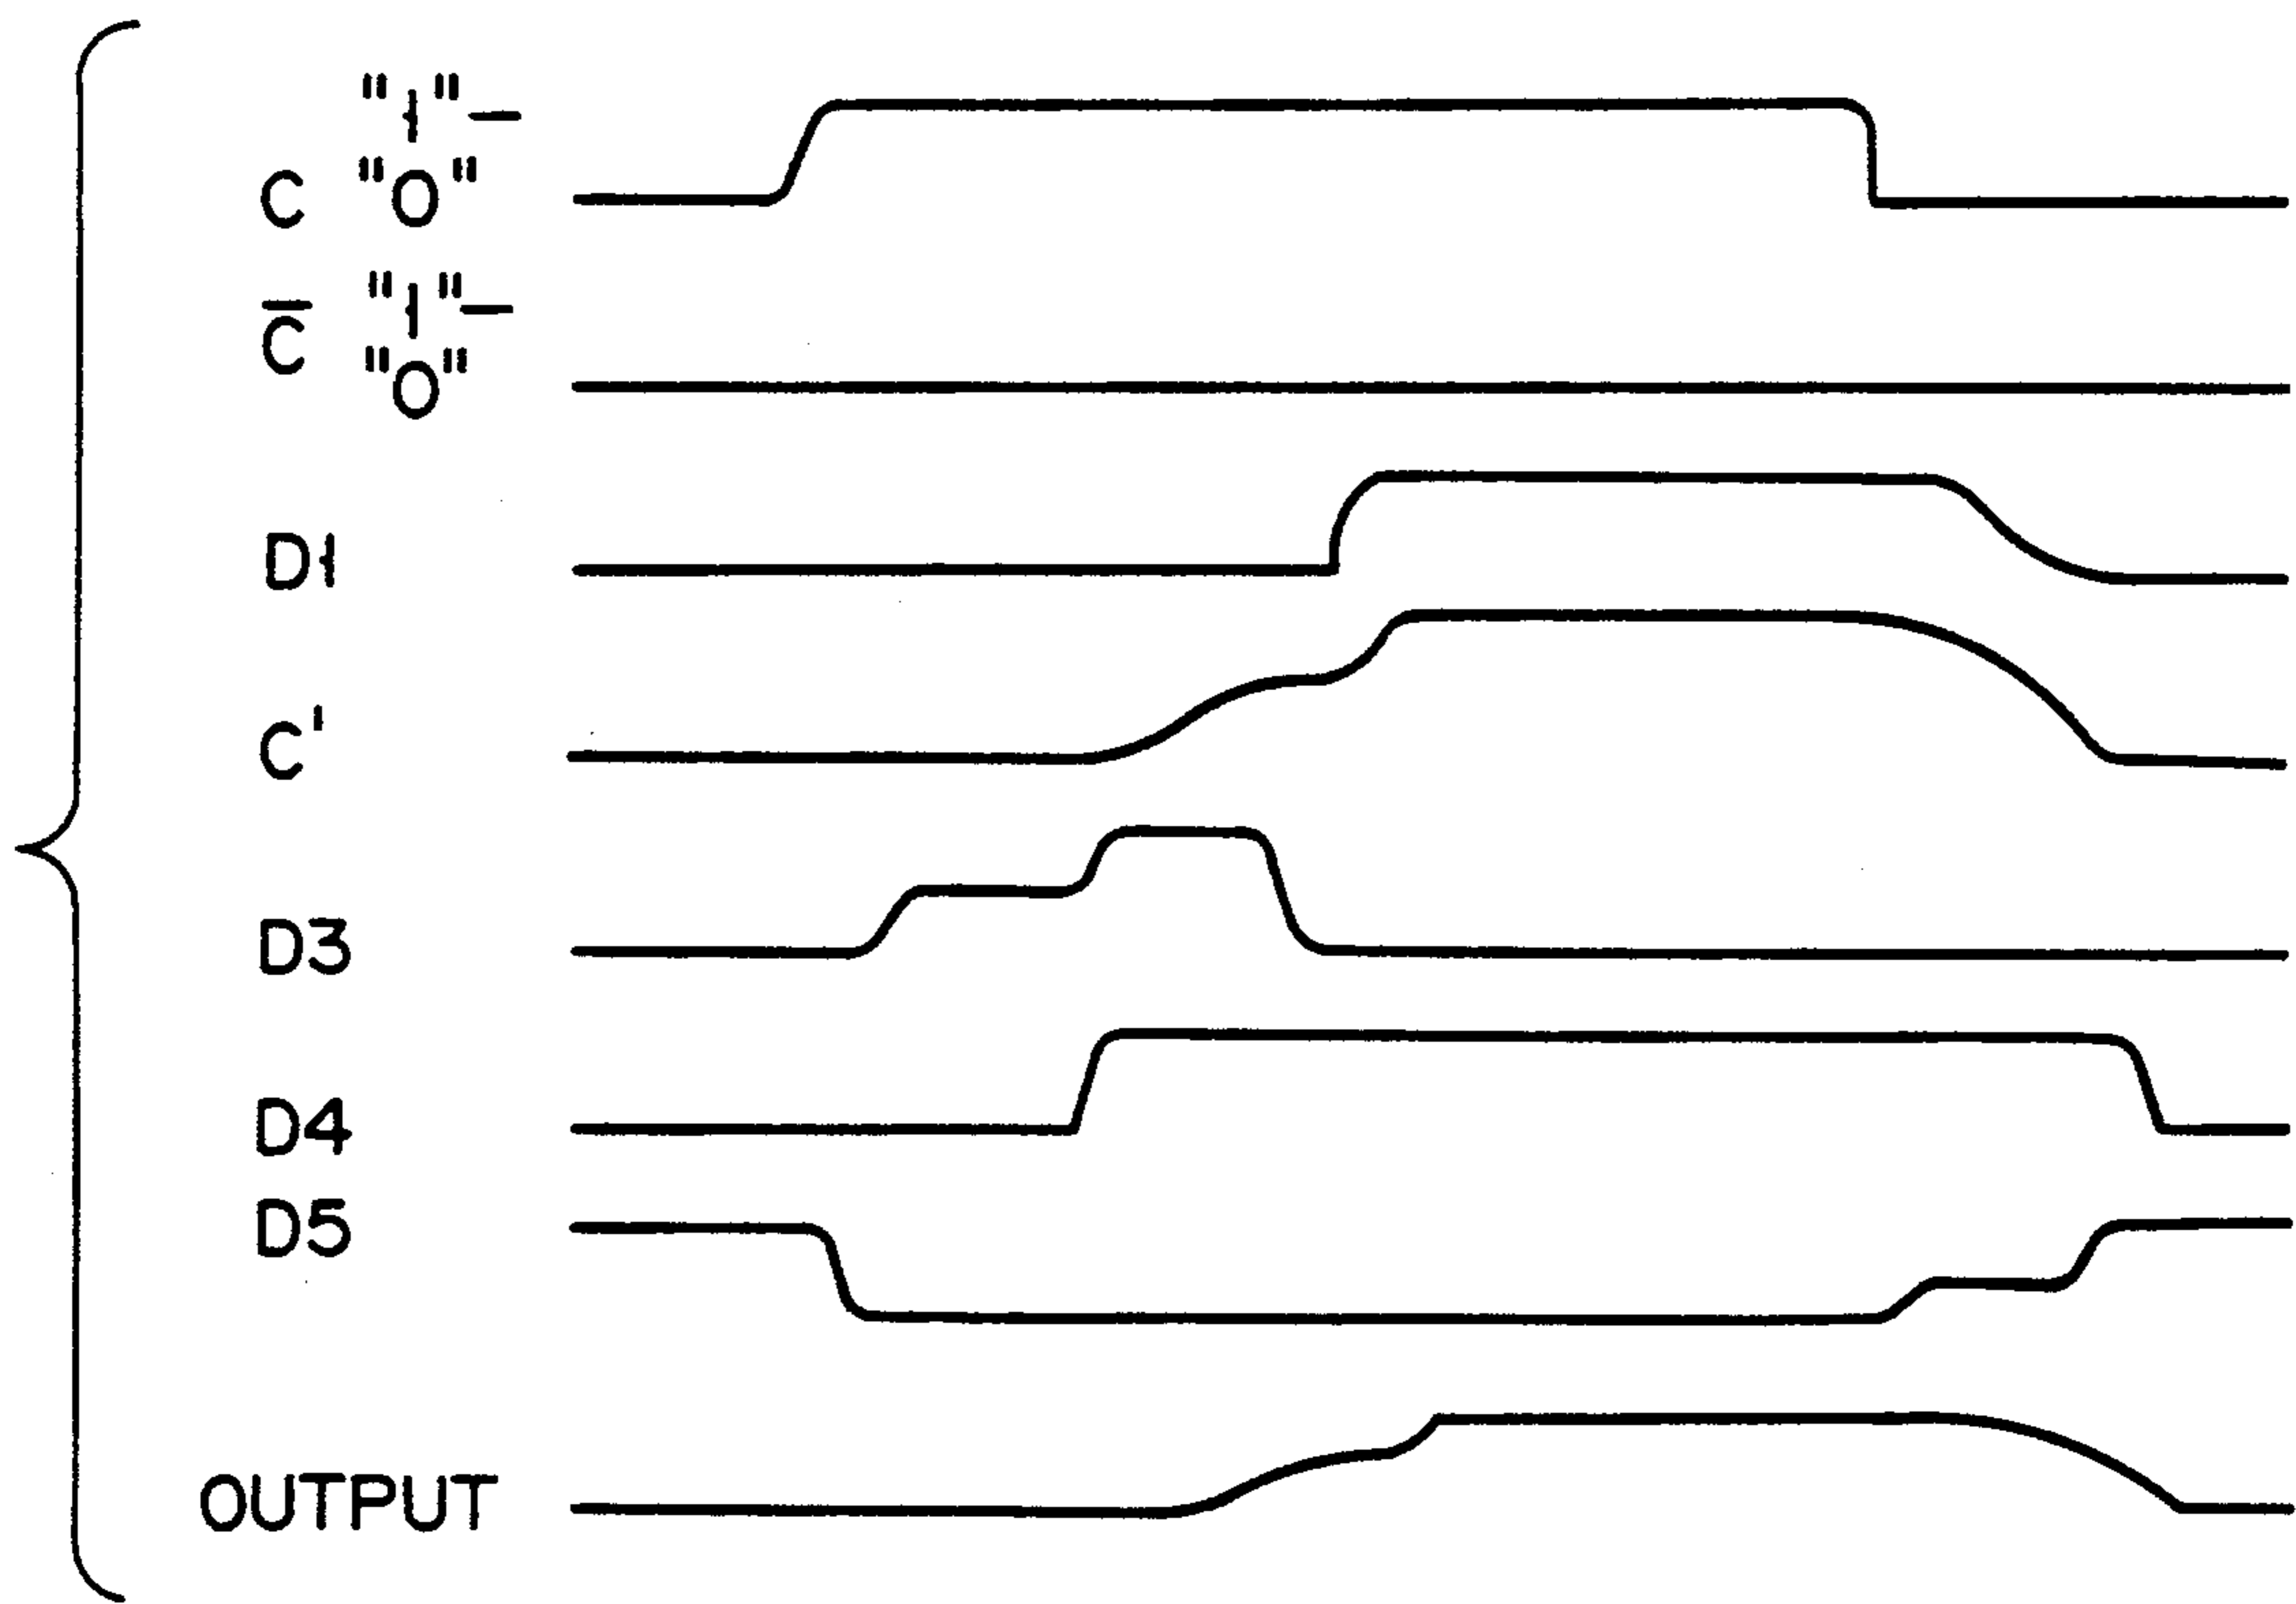 "1"
C "0"
C̅ "1"
"0"
D1
C'
D3
D4
D5
OUTPUT